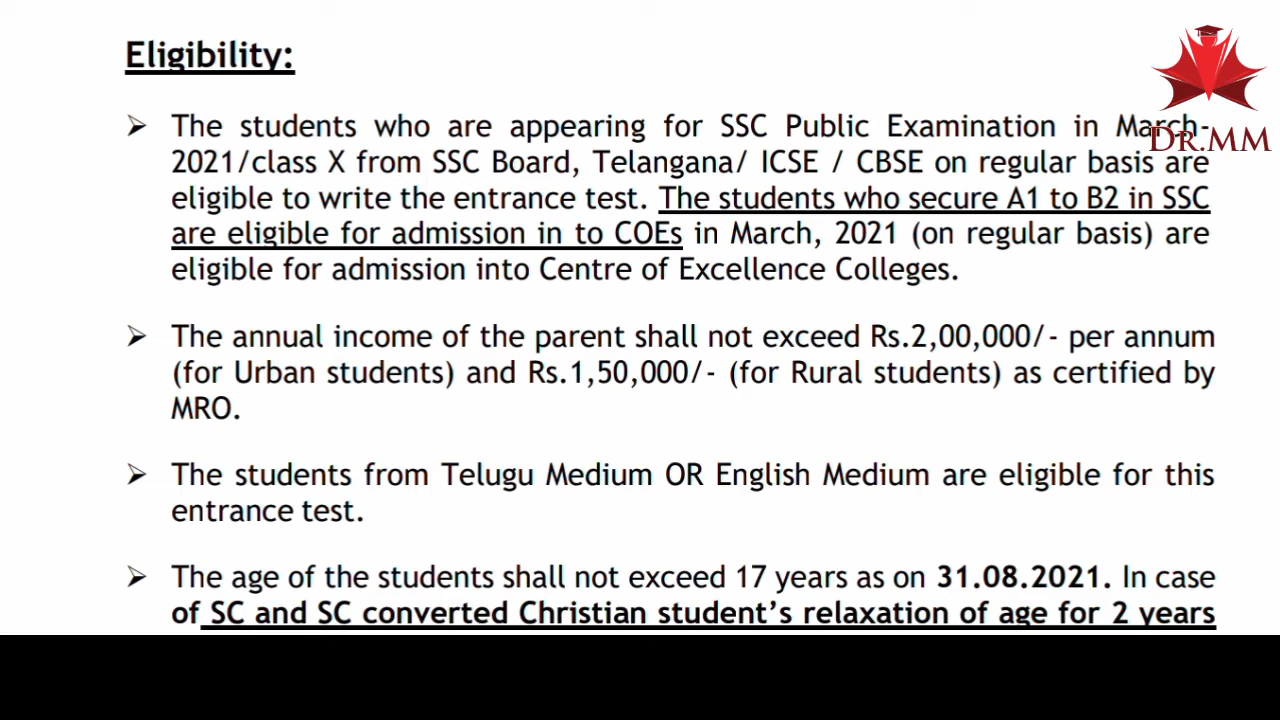 Eligibility:
➢ The students who are appearing for SSC Public Examination in March-
2021/class X from SSC Board, Telangana/ ICSE / CBSE on regular basis are
eligible to write the entrance test. The students who secure A1 to B2 in SSC
are eligible for admission in to COEs in March, 2021 (on regular basis) are
eligible for admission into Centre of Excellence Colleges.
➢ The annual income of the parent shall not exceed Rs.2,00,000/- per annum
(for Urban students) and Rs.1,50,000/- (for Rural students) as certified by
MRO.
➢ The students from Telugu Medium OR English Medium are eligible for this
entrance test.
➢ The age of the students shall not exceed 17 years as on 31.08.2021. In case
of SC and SC converted Christian student's relaxation of age for 2 years
DR.MM